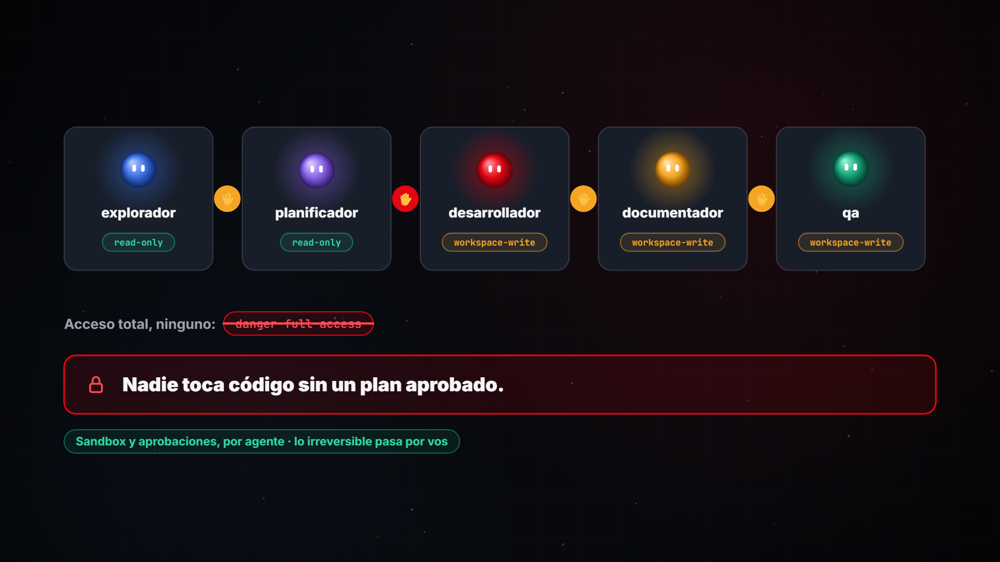 explorador
read-only
planificador
read-only
desarrollador
workspace-write
documentador
workspace-write
qa
workspace-write
Acceso total, ninguno: danger-full-access
Nadie toca código sin un plan aprobado.
Sandbox y aprobaciones, por agente · lo irreversible pasa por vos